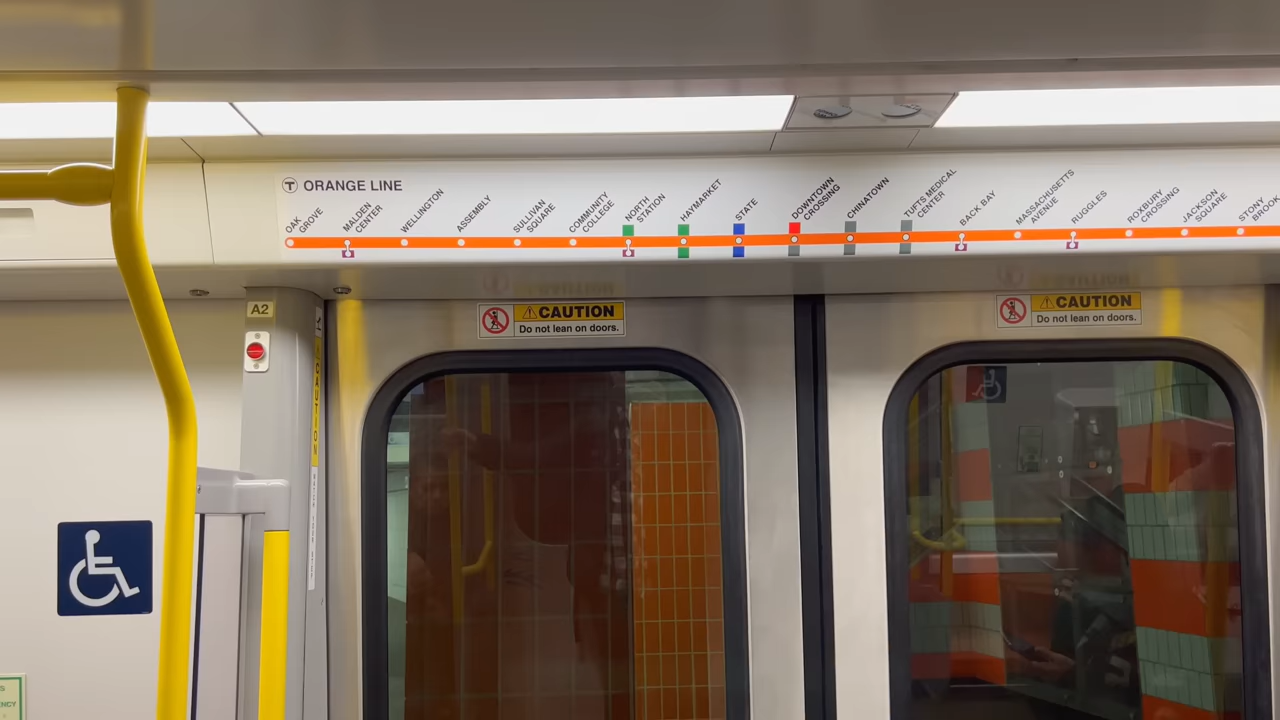 T ORANGE LINE
OAK
GROVE
MALDEN
CENTER
WELLINGTON
ASSEMBLY
SULLIVAN
SQUARE
COMMUNITY
COLLEGE
NORTH
STATION
HAYMARKET
STATE
DOWNTOWN
CROSSING
CHINATOWN
TUFTS MEDICAL
CENTER
BACK BAY
MASSACHUSETTS
AVENUE
RUGGLES
ROXBURY
CROSSING
JACKSON
SQUARE
STONY
BROOK
A2
CAUTION
Do not lean on doors.
CAUTION
Do not lean on doors.
CAUTION